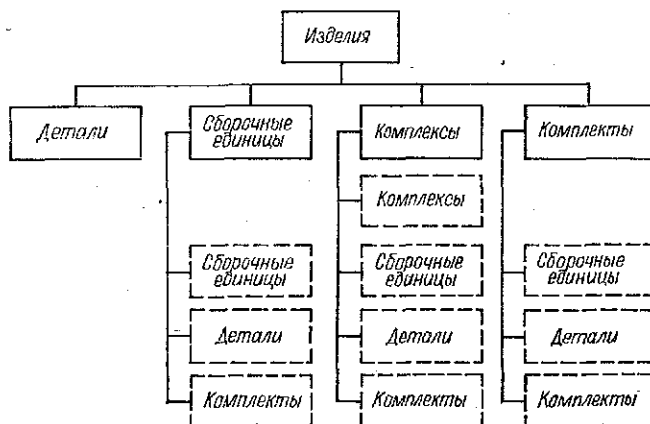 Изделия
Детали
Сборочные
единицы
Комплексы
Комплекты
Комплексы
Сборочные
единицы
Сборочные
единицы
Сборочные
единицы
Детали
Детали
Детали
Комплекты
Комплекты
Комплекты